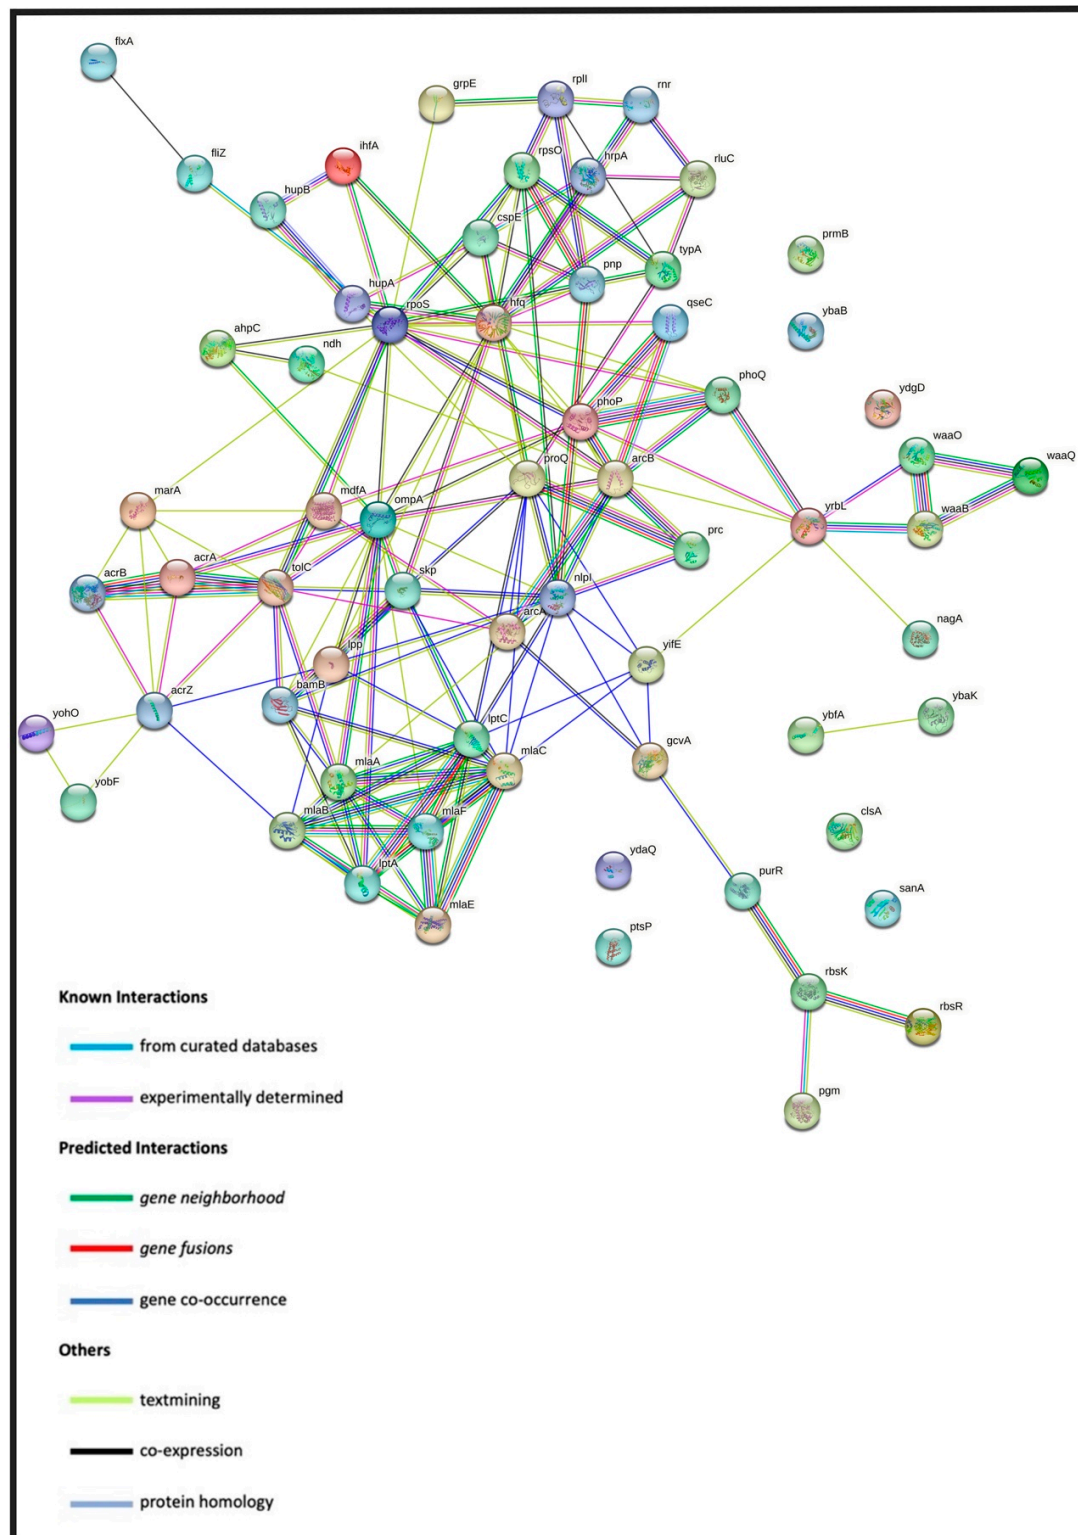 flxA
grpE
rplI
rnr
fliZ
ihfA
rpsO
hrpA
rluC
hupB
cspE
typA
prmB
pnp
hupA
rpoS
hfq
qseC
ybaB
ahpC
ndh
phoP
phoQ
ydgD
proQ
arcB
waaO
waaQ
marA
mdfA
ompA
yrbL
waaB
prc
acrB
acrA
tolC
skp
nlpI
arcA
nagA
lpp
yifE
acrZ
bamB
yohO
lptC
ybfA
ybaK
mlaA
mlaC
gcvA
yobF
mlaB
mlaF
clsA
lptA
ydaQ
purR
mlaE
sanA
ptsP
rbsK
rbsR
pgm
Known Interactions
from curated databases
experimentally determined
Predicted Interactions
gene neighborhood
gene fusions
gene co-occurrence
Others
textmining
co-expression
protein homology